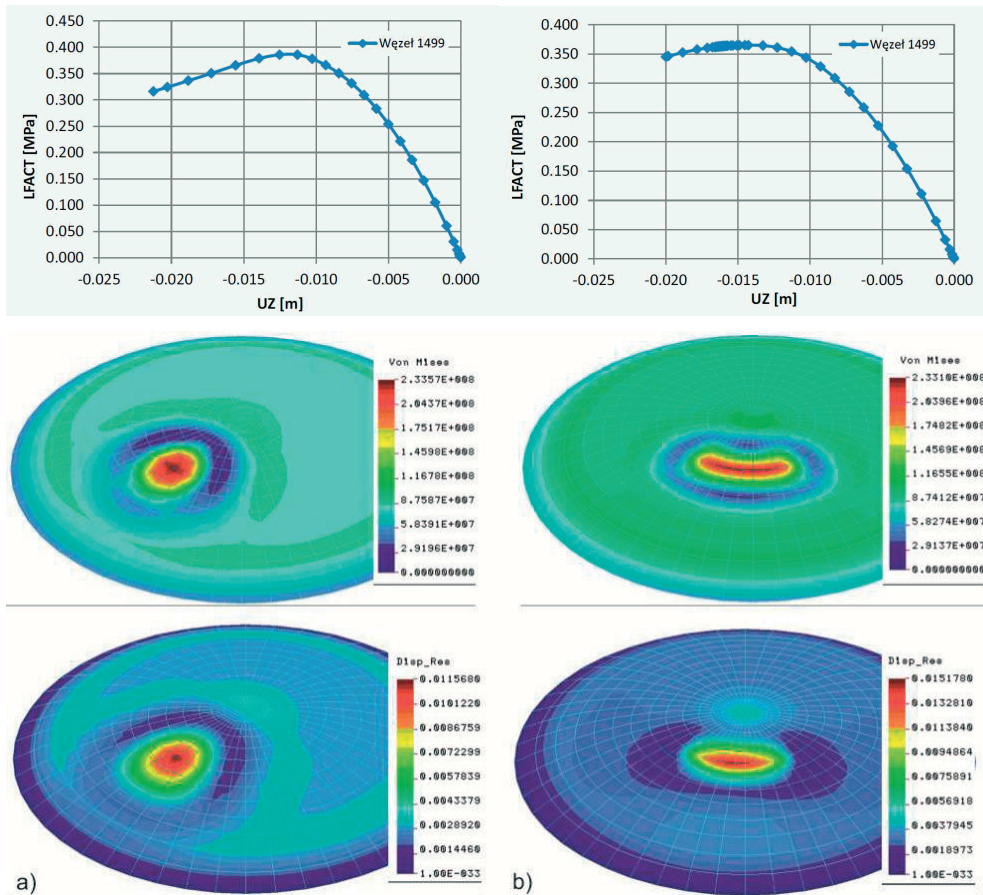 0.450
0.400
0.350
0.300
0.250
0.200
0.150
0.100
0.050
0.000
LFACT [MPa]
Węzeł 1499
-0.025 -0.020 -0.015 -0.010 -0.005 0.000
UZ [m]
0.400
0.350
0.300
0.250
0.200
0.150
0.100
0.050
0.000
LFACT [MPa]
Węzeł 1499
-0.025 -0.020 -0.015 -0.010 -0.005 0.000
UZ [m]
Von Mises
2.3357E+008
2.0437E+008
1.7517E+008
1.4598E+008
1.1678E+008
8.7587E+007
5.8391E+007
2.9196E+007
0.000000000
Von Mises
2.3310E+008
2.0396E+008
1.7482E+008
1.4569E+008
1.1655E+008
8.7412E+007
5.8274E+007
2.9137E+007
0.000000000
Disp_Res
0.0115680
0.0101220
0.0086759
0.0072299
0.0057839
0.0043379
0.0028920
0.0014460
1.00E-033
a)
Disp_Res
0.0151780
0.0132810
0.0113840
0.0094864
0.0075891
0.0056918
0.0037945
0.0018973
1.00E-033
b)